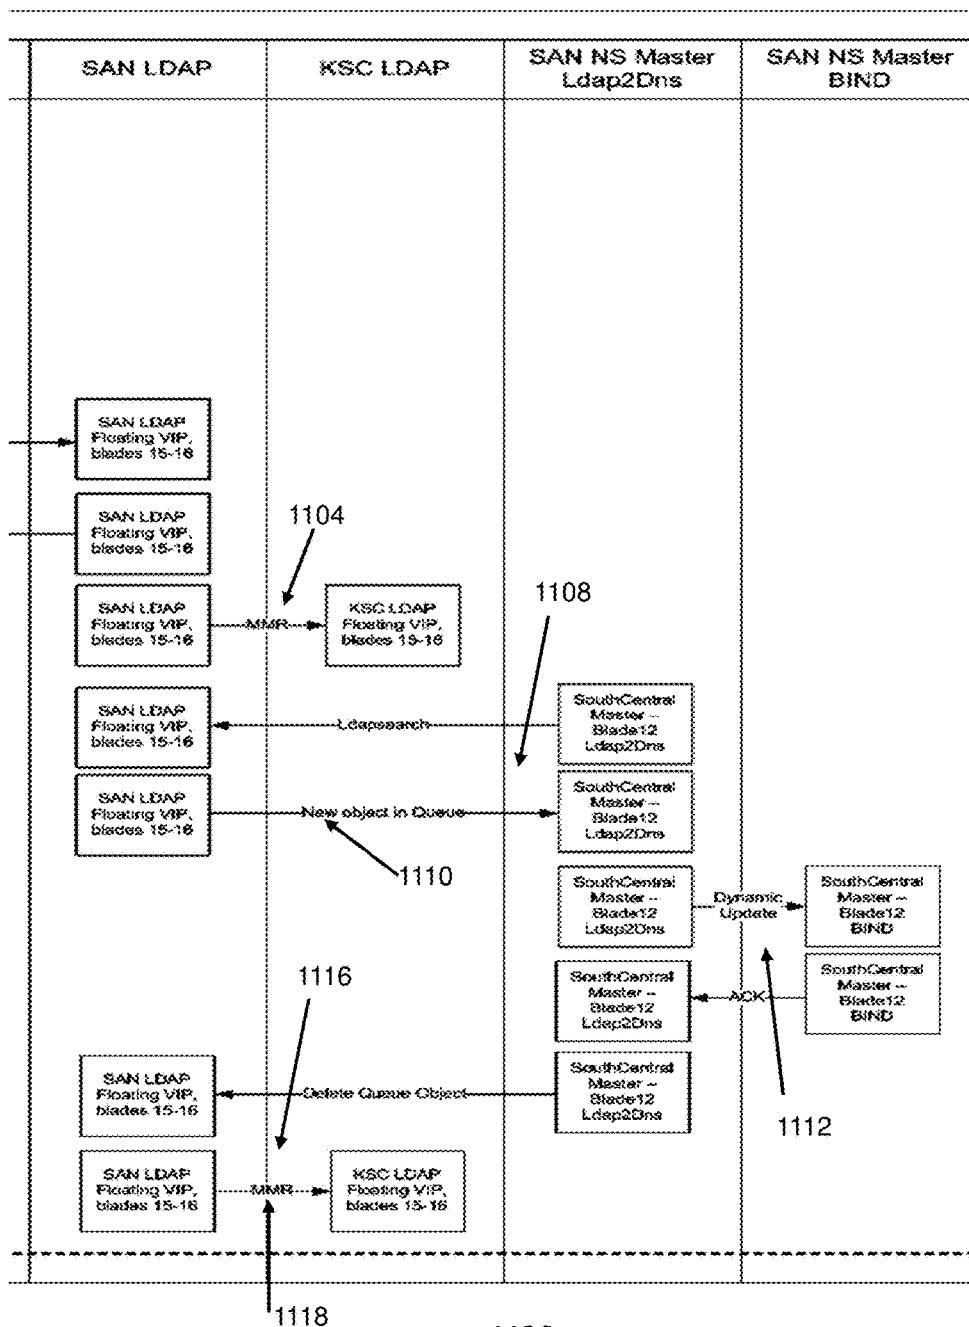 SAN LDAP
KSC LDAP
SAN NS Master
Ldap2Dns
SAN NS Master
BIND
SAN LDAP
Floating VIP,
blades 15-16
SAN LDAP
Floating VIP,
blades 15-16
1104
SAN LDAP
Floating VIP,
blades 15-16
MMR
KSC LDAP
Floating VIP,
blades 15-16
1108
SAN LDAP
Floating VIP,
blades 15-16
Ldapsearch
SouthCentral
Master –
Blade12
Ldap2Dns
SAN LDAP
Floating VIP,
blades 15-16
New object in Queue
SouthCentral
Master –
Blade12
Ldap2Dns
1110
SouthCentral
Master –
Blade12
Ldap2Dns
Dynamic
Update
SouthCentral
Master –
Blade12
BIND
1116
SouthCentral
Master –
Blade12
Ldap2Dns
ACK
SouthCentral
Master –
Blade12
BIND
SAN LDAP
Floating VIP,
blades 15-16
Delete Queue Object
SouthCentral
Master –
Blade12
Ldap2Dns
1112
SAN LDAP
Floating VIP,
blades 15-16
MMR
KSC LDAP
Floating VIP,
blades 15-16
1118